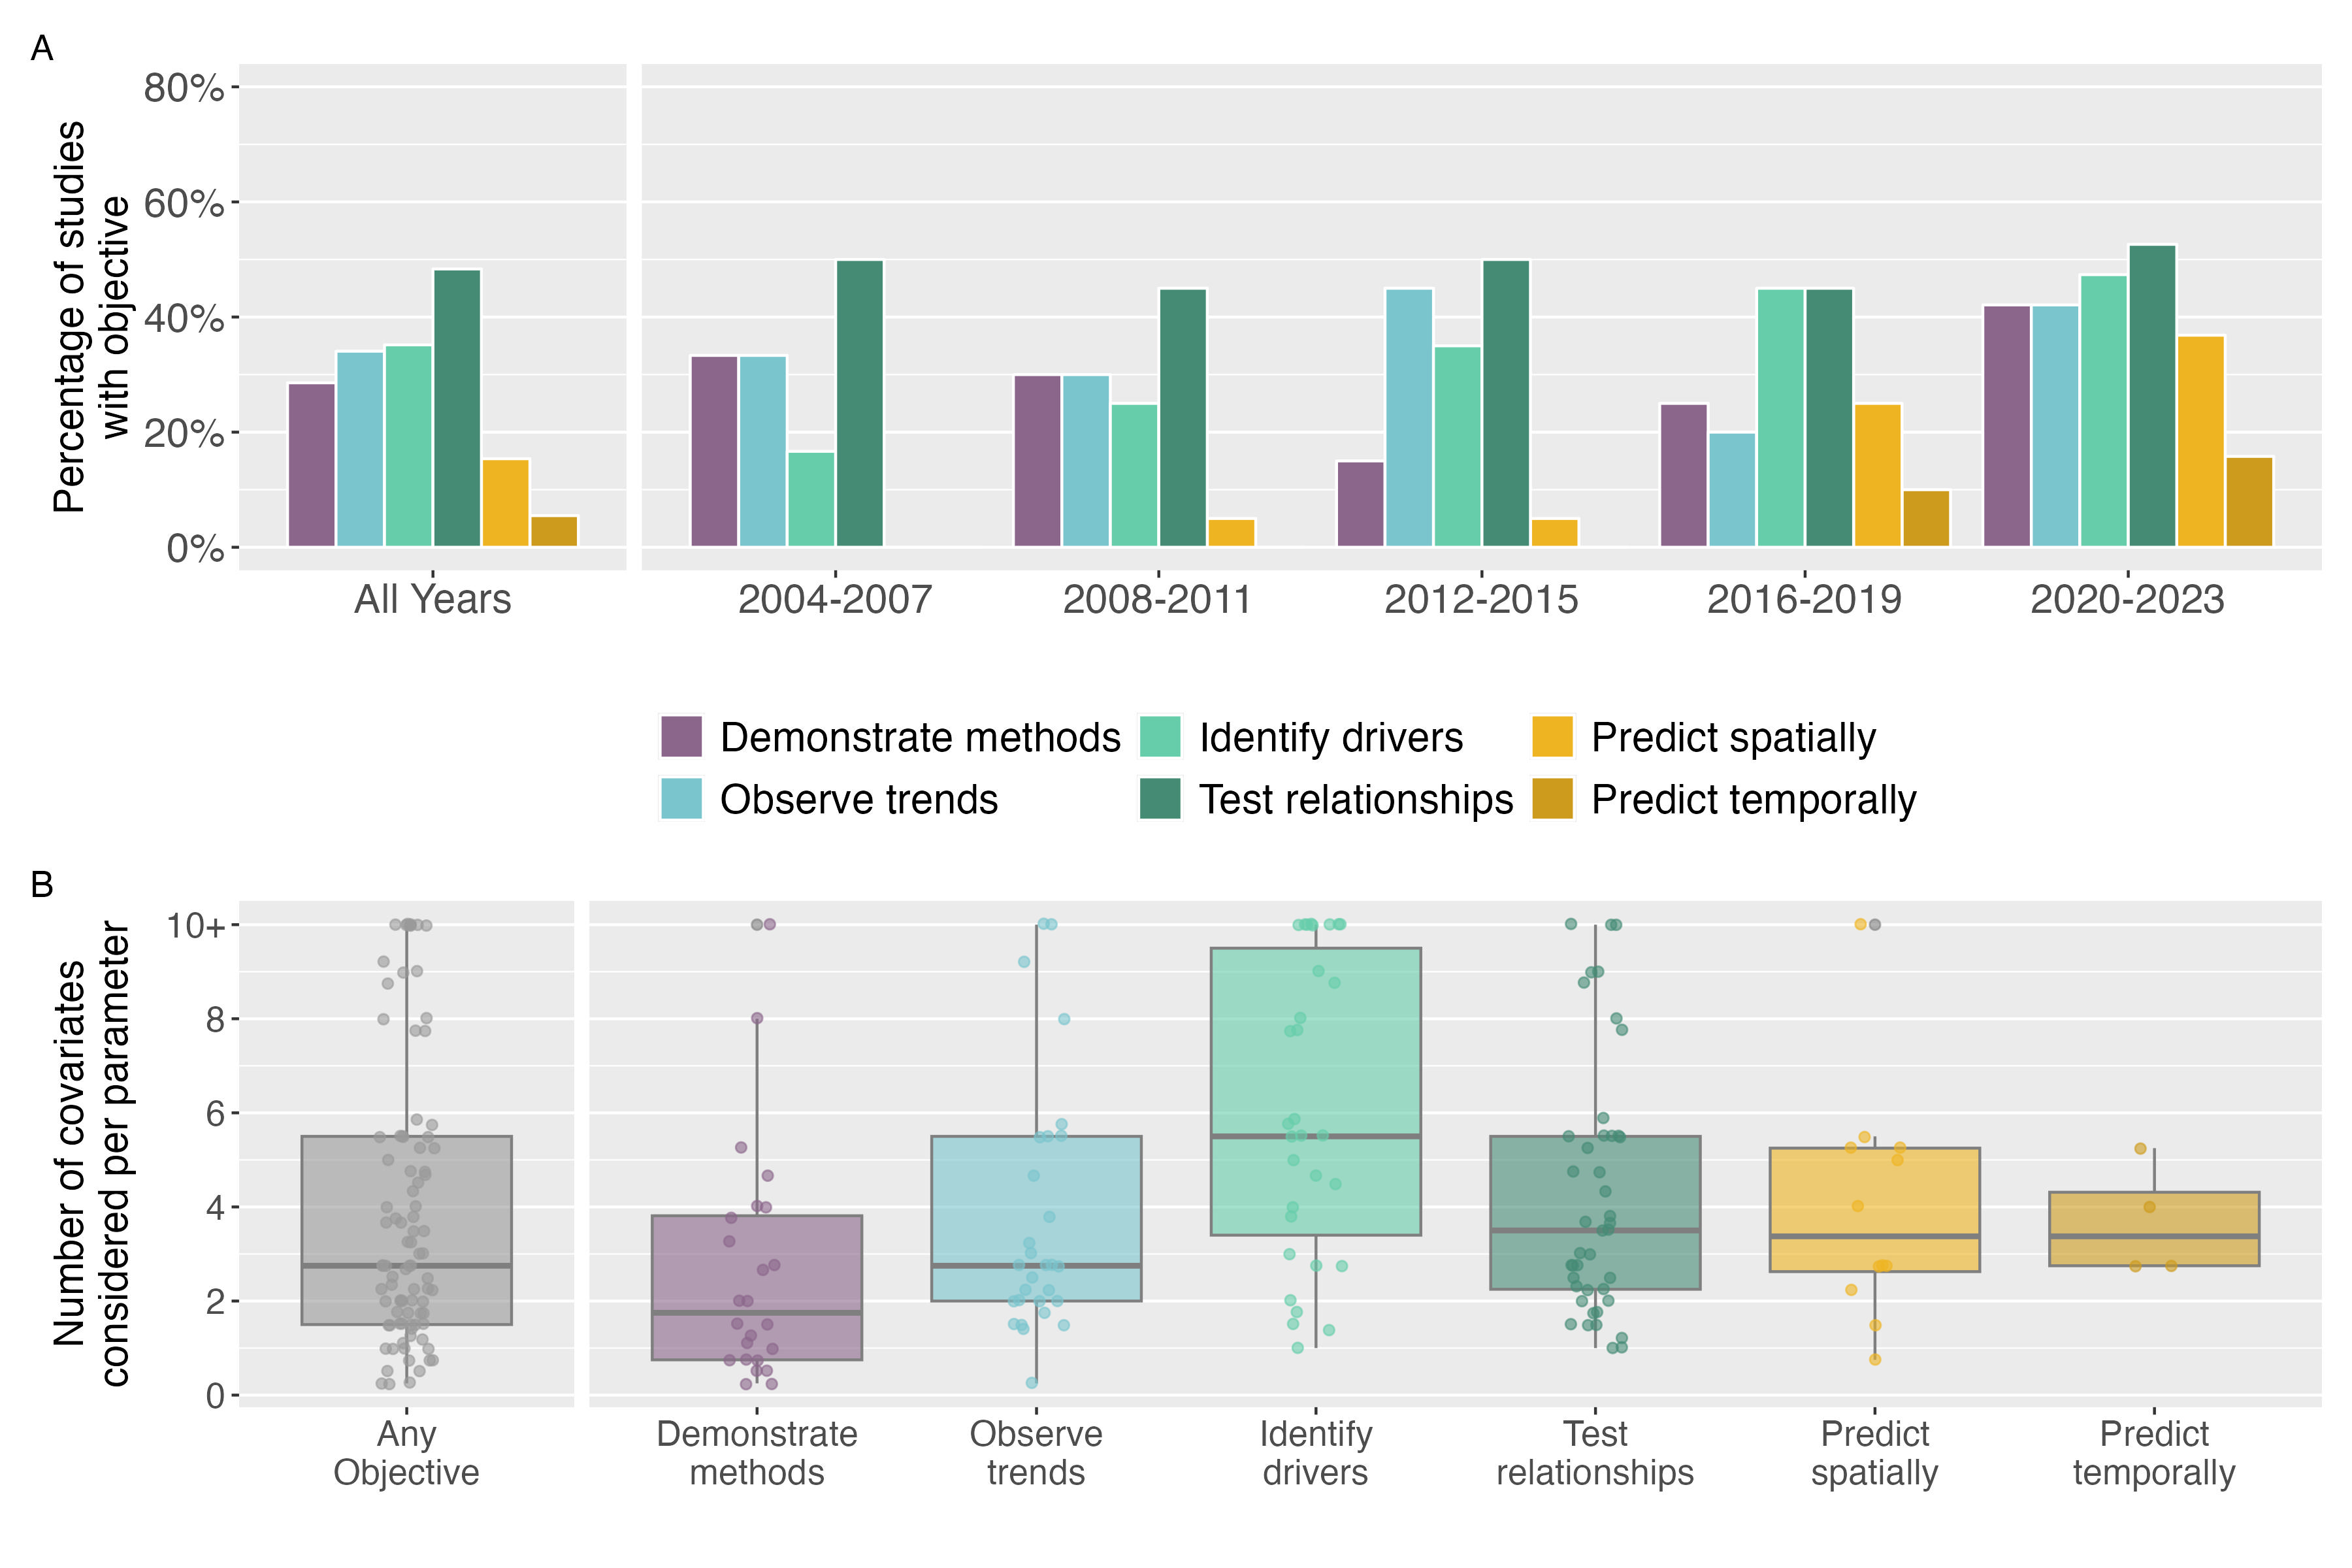 A
Percentage of studies
with objective
80%
60%
40%
20%
0%
All Years
2004-2007
2008-2011
2012-2015
2016-2019
2020-2023
Demonstrate methods
Identify drivers
Predict spatially
Observe trends
Test relationships
Predict temporally
B
Number of covariates
considered per parameter
10+
8
6
4
2
0
Any
Objective
Demonstrate
methods
Observe
trends
Identify
drivers
Test
relationships
Predict
spatially
Predict
temporally